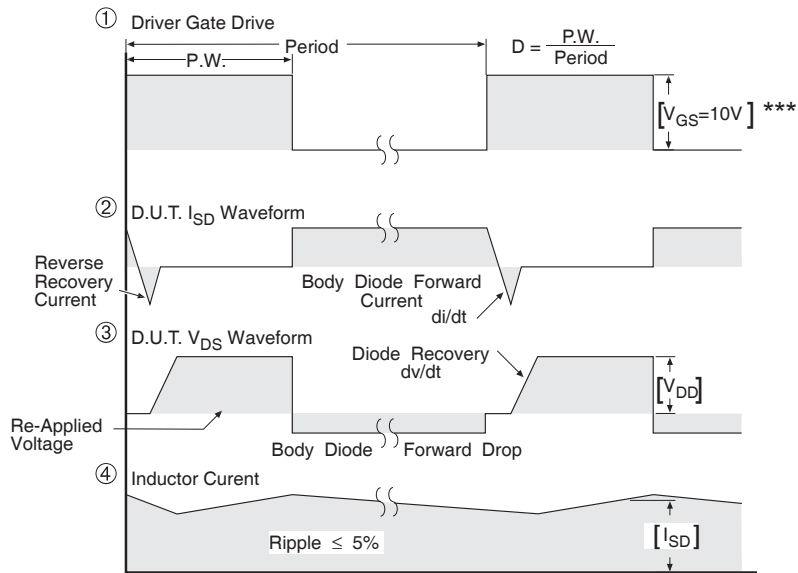 ① Driver Gate Drive
P.W.
Period
D = P.W.
Period
[VGS=10V] ***
② D.U.T. ISD Waveform
Reverse
Recovery
Current
Body Diode Forward
Current
di/dt
③ D.U.T. VDS Waveform
Diode Recovery
dv/dt
[VDD]
Re-Applied
Voltage
Body Diode
Forward Drop
④ Inductor Curent
Ripple ≤ 5%
[ISD]